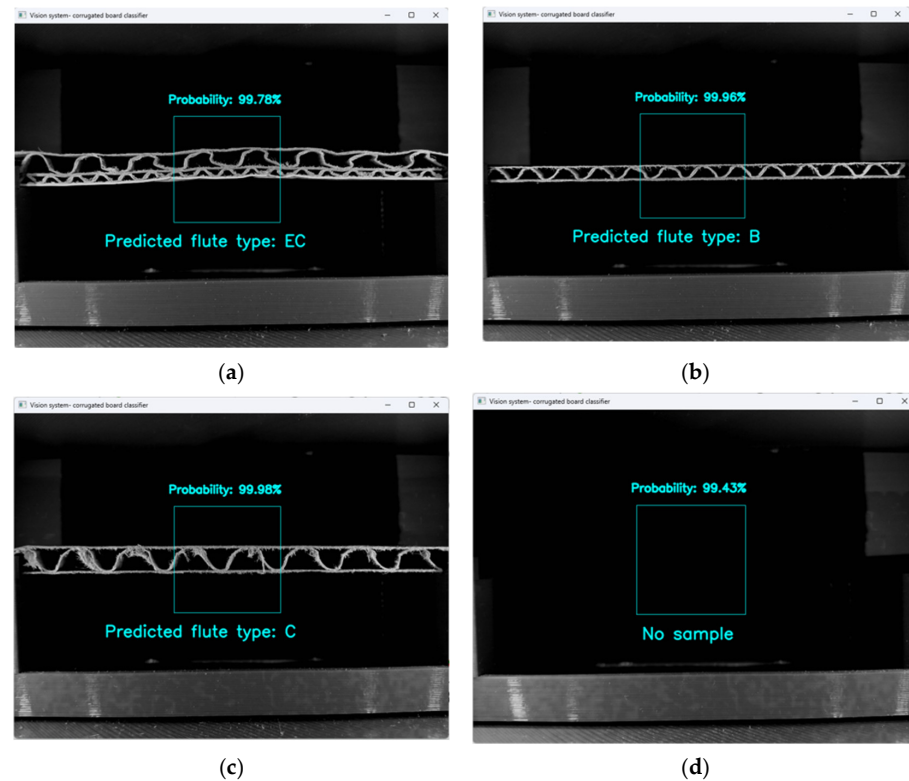 Vision system- corrugated board classifier
Probability: 99.78%
Predicted flute type: EC
(a)
Vision system- corrugated board classifier
Probability: 99.96%
Predicted flute type: B
(b)
Vision system- corrugated board classifier
Probability: 99.98%
Predicted flute type: C
(c)
Vision system- corrugated board classifier
Probability: 99.43%
No sample
(d)